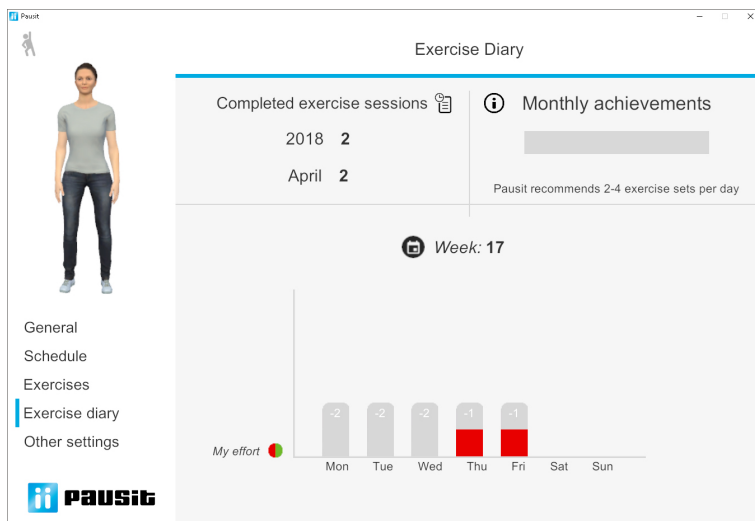 Pausit
Exercise Diary
Completed exercise sessions
2018 2
April 2
Monthly achievements
Pausit recommends 2-4 exercise sets per day
Week: 17
General
Schedule
Exercises
Exercise diary
Other settings
-2 -2 -2 -1 -1
My effort
Mon Tue Wed Thu Fri Sat Sun
pausit